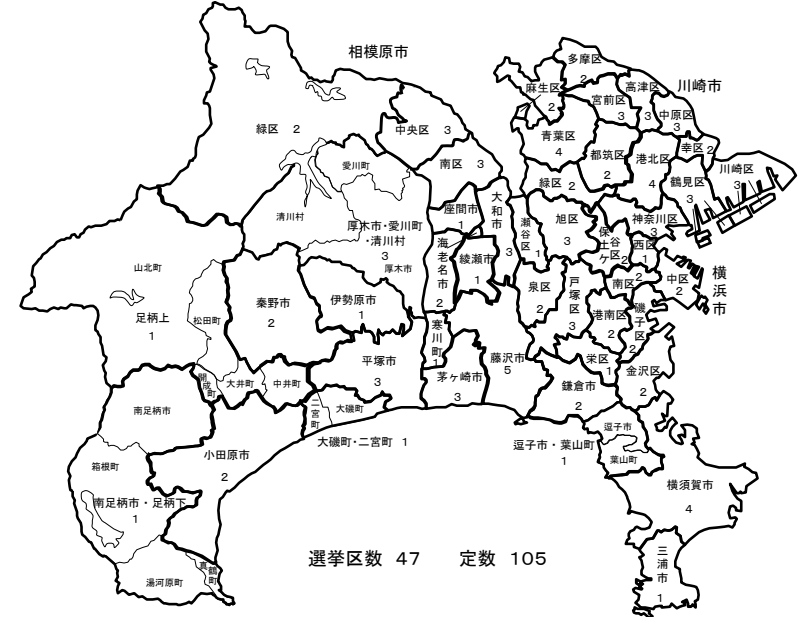 相模原市
緑区 2
中央区 3
南区 3
愛川町
清川村
厚木市・愛川町
・清川村
3
厚木市
座間市
1
大和市
3
海老名市
2
綾瀬市
1
山北町
足柄上
1
松田町
開成町
大井町
中井町
秦野市
2
伊勢原市
1
平塚市
3
寒川町
1
茅ヶ崎市
3
藤沢市
5
二宮町
大磯町
大磯町・二宮町 1
南足柄市
箱根町
南足柄市・足柄下
1
小田原市
2
湯河原町
真鶴町
川崎市
多摩区
2
麻生区
2
高津区
3
宮前区
3
中原区
3
幸区 2
川崎区
3
横浜市
青葉区
4
都筑区
2
港北区
4
鶴見区
3
緑区 2
旭区
3
瀬谷区
1
神奈川区
3
保土ケ谷区
2
西区
1
中区
2
南区 2
泉区
2
戸塚区
3
港南区
2
磯子区
2
栄区
1
金沢区
2
鎌倉市
2
逗子市
葉山町
逗子市・葉山町
1
横須賀市
4
三浦市
1
選挙区数 47 定数 105